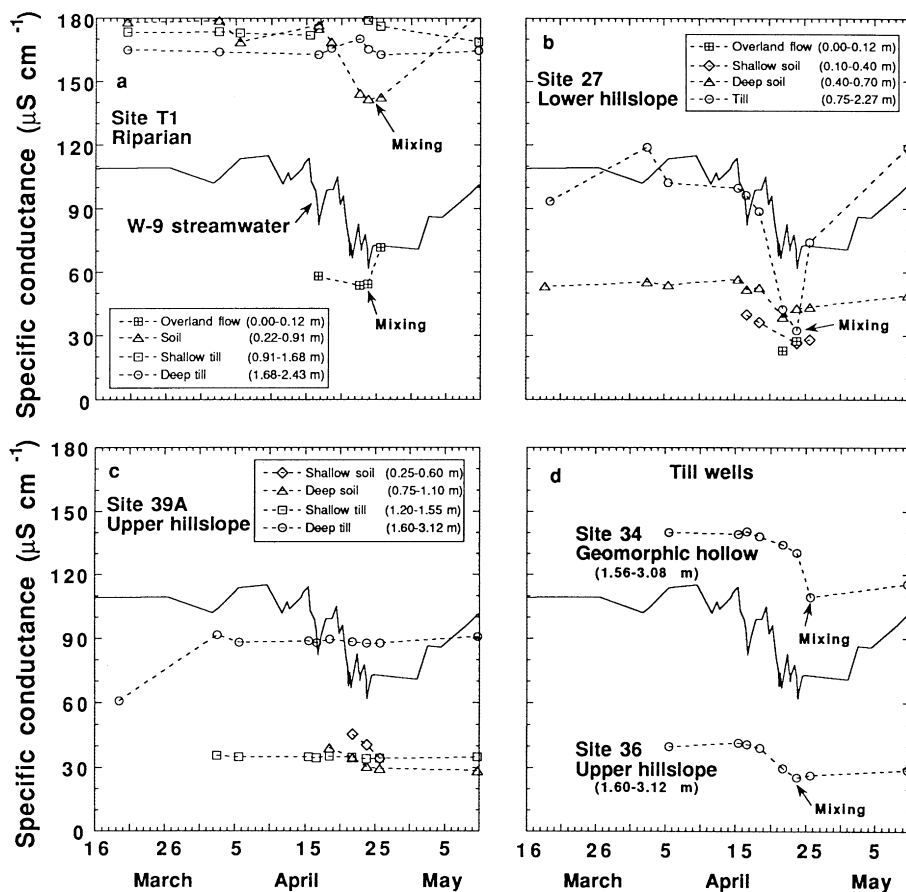 Specific conductance (µS cm -1)
180
150
120
90
60
30
0
a
Site T1
Riparian
Mixing
W-9 streamwater
Mixing
Overland flow (0.00-0.12 m)
Soil (0.22-0.91 m)
Shallow till (0.91-1.68 m)
Deep till (1.68-2.43 m)
b
Site 27
Lower hillslope
Overland flow (0.00-0.12 m)
Shallow soil (0.10-0.40 m)
Deep soil (0.40-0.70 m)
Till (0.75-2.27 m)
Mixing
Specific conductance (µS cm -1)
180
150
120
90
60
30
0
c
Site 39A
Upper hillslope
Shallow soil (0.25-0.60 m)
Deep soil (0.75-1.10 m)
Shallow till (1.20-1.55 m)
Deep till (1.60-3.12 m)
d
Till wells
Site 34
Geomorphic hollow
(1.56-3.08 m)
Mixing
Site 36
Upper hillslope
(1.60-3.12 m)
Mixing
16 26 5 15 25 5
March April May
16 26 5 15 25 5
March April May